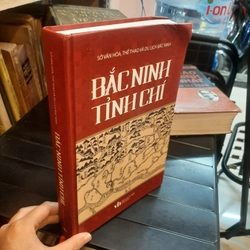 SỞ VĂN HÓA, THỂ THAO VÀ DU LỊCH BẮC NINH
BẮC NINH
TỈNH CHÍ
BẮC NINH TỈNH CHÍ